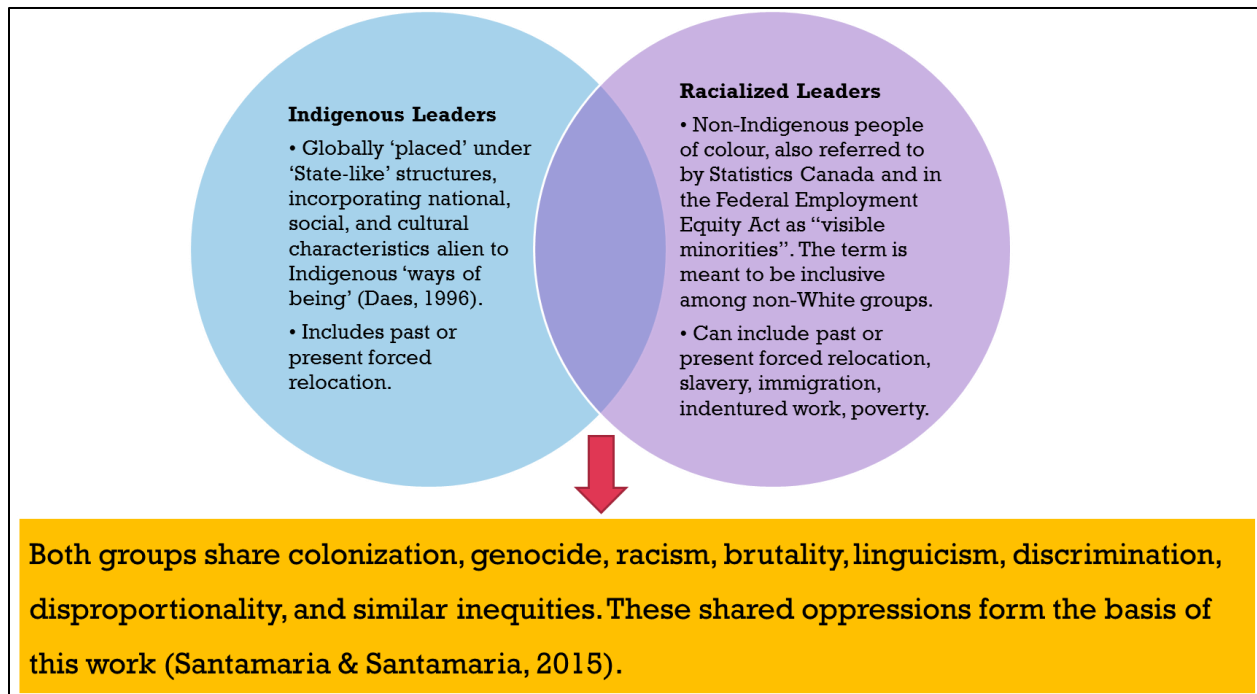 Indigenous Leaders
• Globally ‘placed’ under
‘State-like’ structures,
incorporating national,
social, and cultural
characteristics alien to
Indigenous ‘ways of
being’ (Daes, 1996).
• Includes past or
present forced
relocation.
Racialized Leaders
• Non-Indigenous people
of colour, also referred to
by Statistics Canada and in
the Federal Employment
Equity Act as “visible
minorities”. The term is
meant to be inclusive
among non-White groups.
• Can include past or
present forced relocation,
slavery, immigration,
indentured work, poverty.
Both groups share colonization, genocide, racism, brutality, linguicism, discrimination,
disproportionality, and similar inequities. These shared oppressions form the basis of
this work (Santamaria & Santamaria, 2015).